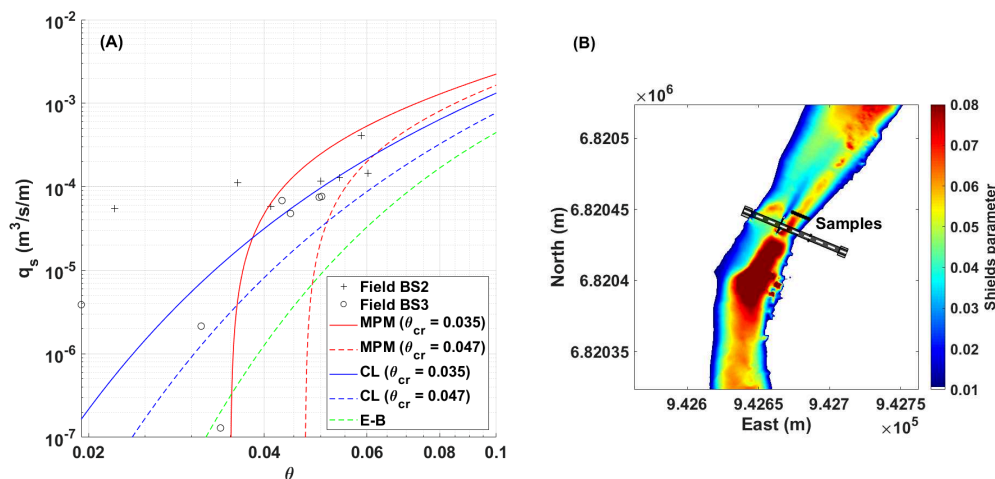 (A)
10^-2
10^-3
10^-4
10^-5
10^-6
10^-7
q_s (m^3/s/m)
0.02
0.04
0.06
0.08
0.1
θ
Field BS2
Field BS3
MPM (θ_cr = 0.035)
MPM (θ_cr = 0.047)
CL (θ_cr = 0.035)
CL (θ_cr = 0.047)
E-B
(B)
×10^6
6.8205
6.82045
6.8204
6.82035
North (m)
Samples
9.426
9.4265
9.427
9.4275
East (m)
×10^5
0.08
0.07
0.06
0.05
0.04
0.03
0.02
0.01
Shields parameter